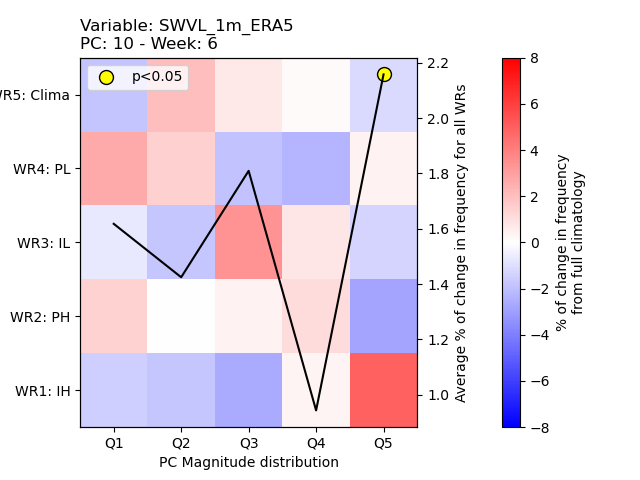 Variable: SWVL_1m_ERA5
PC: 10 - Week: 6
p<0.05
WR5: Clima
WR4: PL
WR3: IL
WR2: PH
WR1: IH
Q1 Q2 Q3 Q4 Q5
PC Magnitude distribution
2.2
2.0
1.8
1.6
1.4
1.2
1.0
Average % of change in frequency for all WRs
8
6
4
2
0
−2
−4
−6
−8
% of change in frequency
from full climatology